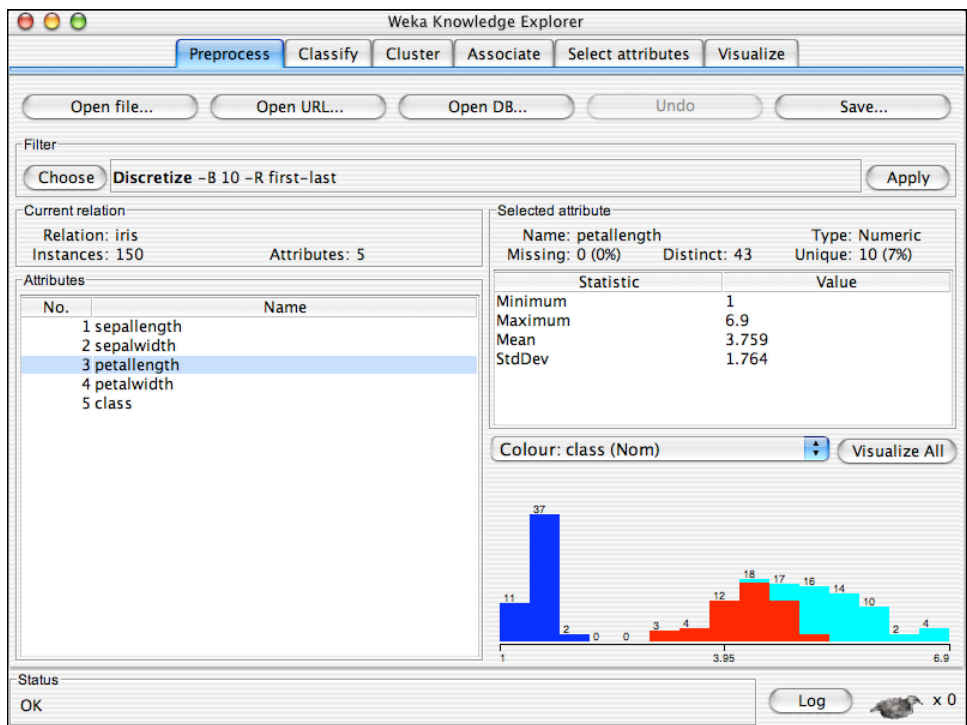 Weka Knowledge Explorer
Preprocess Classify Cluster Associate Select attributes Visualize
Open file... Open URL... Open DB... Undo Save...
Filter
Choose Discretize -B 10 -R first-last Apply
Current relation
Relation: iris
Instances: 150 Attributes: 5
Attributes
No. Name
1 sepallength
2 sepalwidth
3 petallength
4 petalwidth
5 class
Selected attribute
Name: petallength Type: Numeric
Missing: 0 (0%) Distinct: 43 Unique: 10 (7%)
Statistic Value
Minimum 1
Maximum 6.9
Mean 3.759
StdDev 1.764
Colour: class (Nom) Visualize All
11 37 2 0 0 3 4 12 18 17 16 14 10 2 4
1 3.95 6.9
Status
OK Log x 0